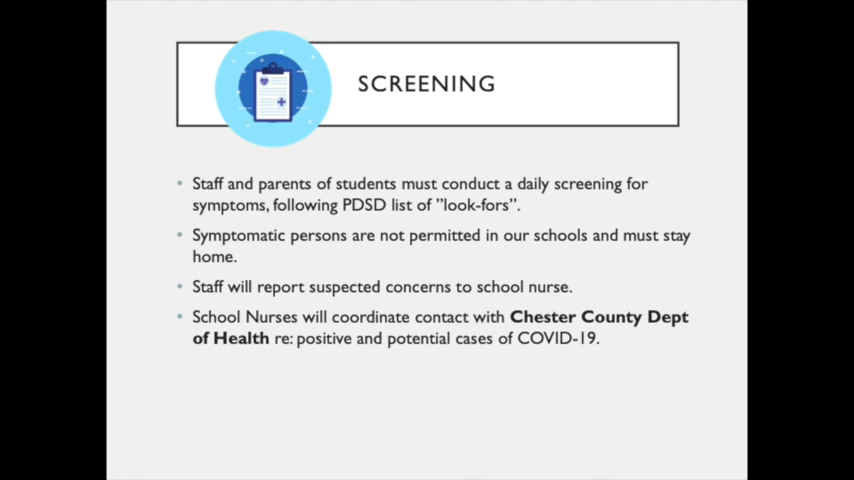 SCREENING
• Staff and parents of students must conduct a daily screening for
symptoms, following PDSD list of ”look-fors”.
• Symptomatic persons are not permitted in our schools and must stay
home.
• Staff will report suspected concerns to school nurse.
• School Nurses will coordinate contact with Chester County Dept
of Health re: positive and potential cases of COVID-19.